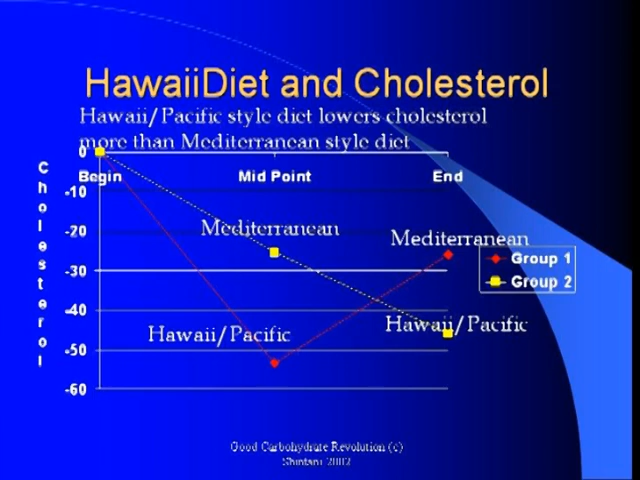 HawaiiDiet and Cholesterol
Hawaii/Pacific style diet lowers cholesterol
more than Mediterranean style diet
Cholesterol
0
-10
-20
-30
-40
-50
-60
Begin
Mid Point
End
Mediterranean
Mediterranean
Hawaii/Pacific
Hawaii/Pacific
Group 1
Group 2
Good Carbohydrate Revolution (c)
Shintani 2002